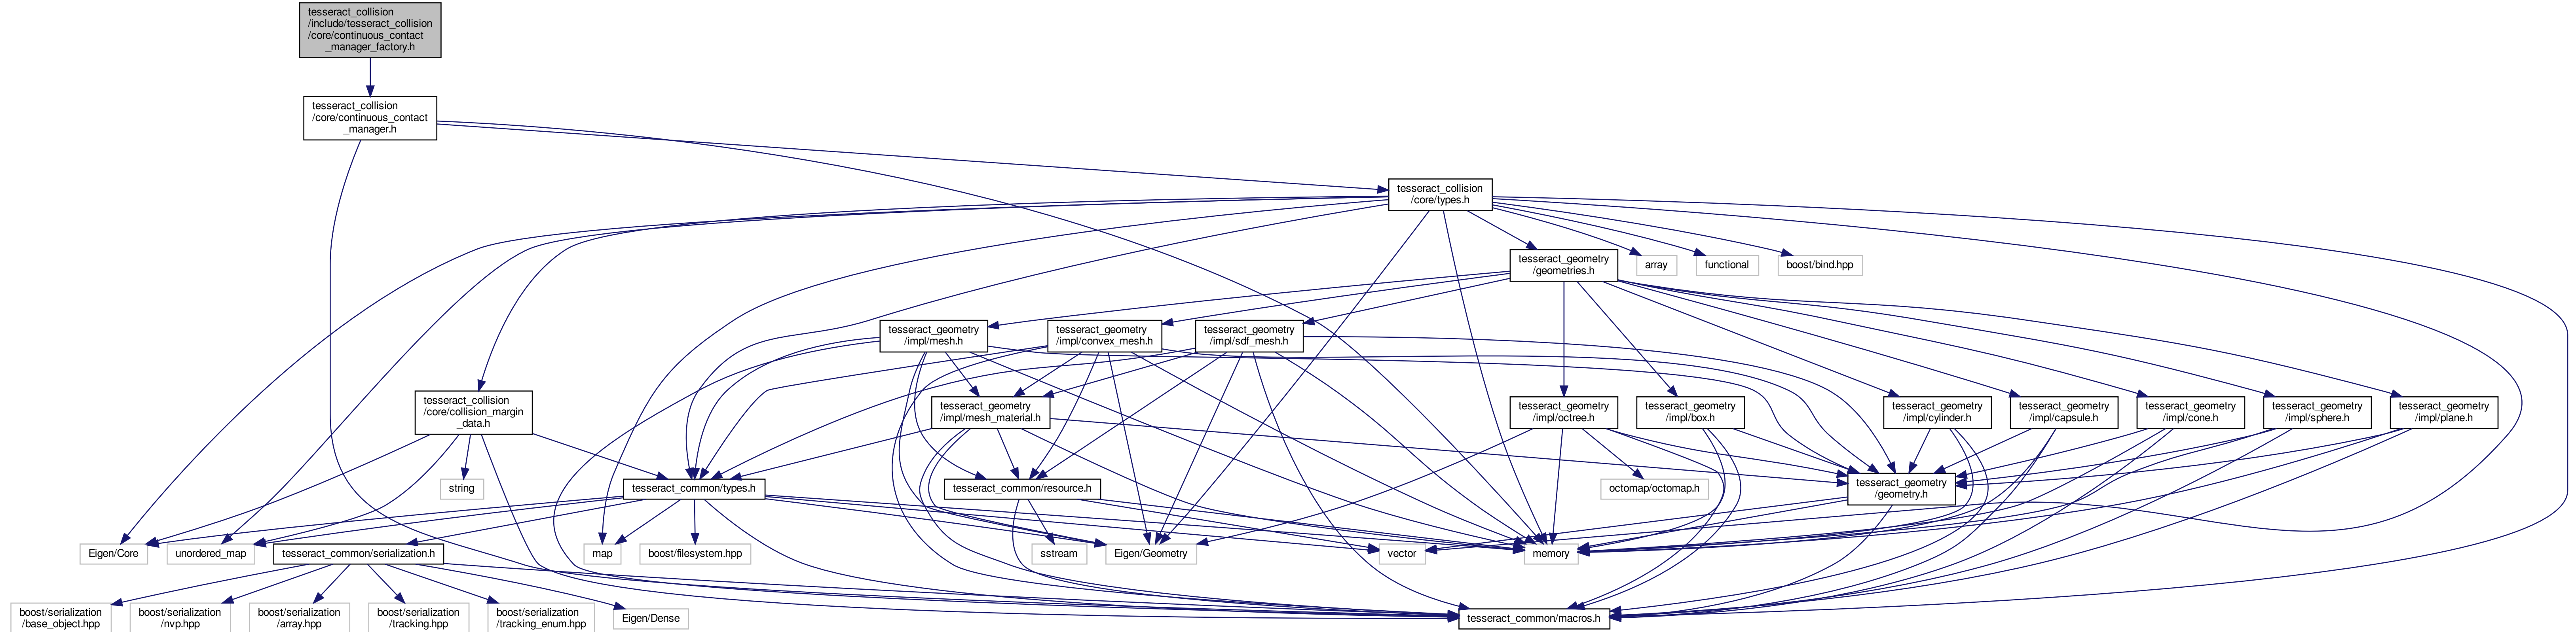 tesseract_collision
/include/tesseract_collision
/core/continuous_contact
_manager_factory.h
tesseract_collision
/core/continuous_contact
_manager.h
tesseract_collision
/core/types.h
tesseract_geometry
/geometries.h
array
functional
boost/bind.hpp
tesseract_geometry
/impl/mesh.h
tesseract_geometry
/impl/convex_mesh.h
tesseract_geometry
/impl/sdf_mesh.h
tesseract_collision
/core/collision_margin
_data.h
tesseract_geometry
/impl/mesh_material.h
tesseract_geometry
/impl/octree.h
tesseract_geometry
/impl/box.h
tesseract_geometry
/impl/cylinder.h
tesseract_geometry
/impl/capsule.h
tesseract_geometry
/impl/cone.h
tesseract_geometry
/impl/sphere.h
tesseract_geometry
/impl/plane.h
string
tesseract_common/types.h
tesseract_common/resource.h
octomap/octomap.h
tesseract_geometry
/geometry.h
Eigen/Core
unordered_map
tesseract_common/serialization.h
map
boost/filesystem.hpp
sstream
Eigen/Geometry
vector
memory
boost/serialization
/base_object.hpp
boost/serialization
/nvp.hpp
boost/serialization
/array.hpp
boost/serialization
/tracking.hpp
boost/serialization
/tracking_enum.hpp
Eigen/Dense
tesseract_common/macros.h